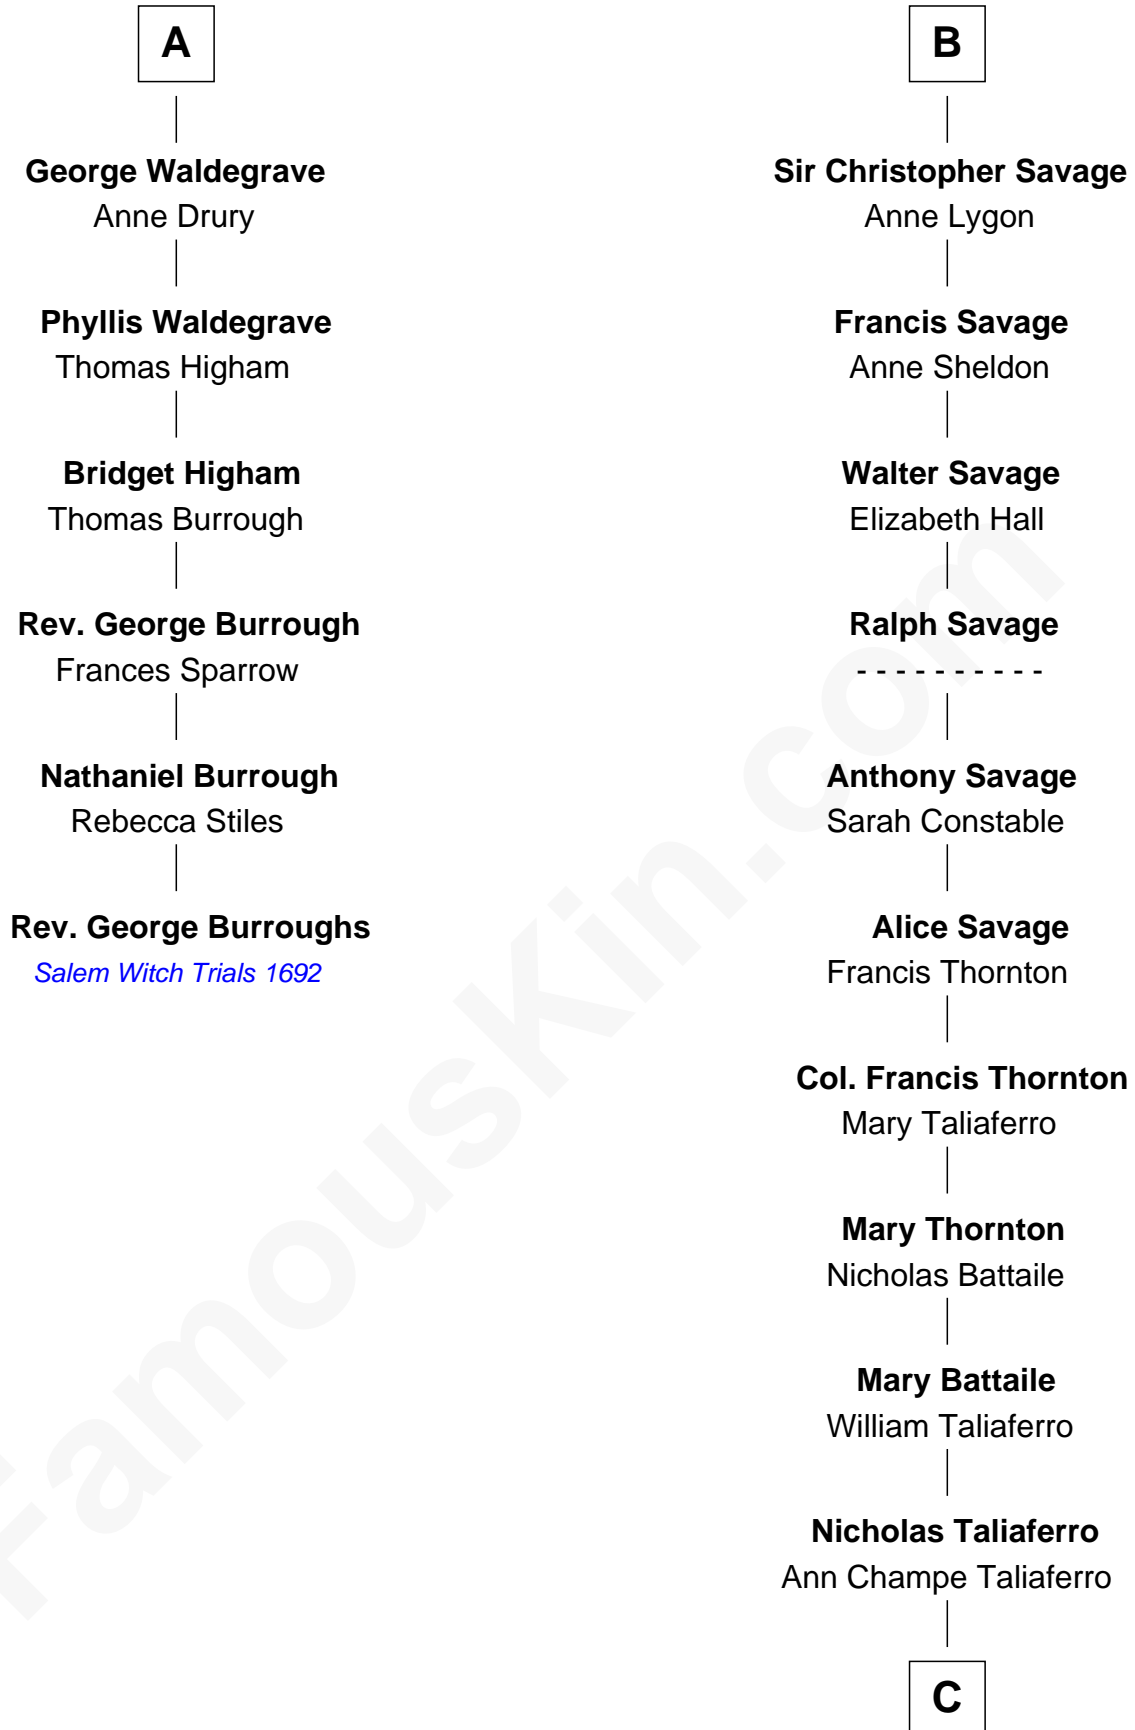 A
George Waldegrave
Anne Drury
Phyllis Waldegrave
Thomas Higham
Bridget Higham
Thomas Burrough
Rev. George Burrough
Frances Sparrow
Nathaniel Burrough
Rebecca Stiles
Rev. George Burroughs
Salem Witch Trials 1692
B
Sir Christopher Savage
Anne Lygon
Francis Savage
Anne Sheldon
Walter Savage
Elizabeth Hall
Ralph Savage
- - - - - - - - - -
Anthony Savage
Sarah Constable
Alice Savage
Francis Thornton
Col. Francis Thornton
Mary Taliaferro
Mary Thornton
Nicholas Battaile
Mary Battaile
William Taliaferro
Nicholas Taliaferro
Ann Champe Taliaferro
C
FamousKin.com